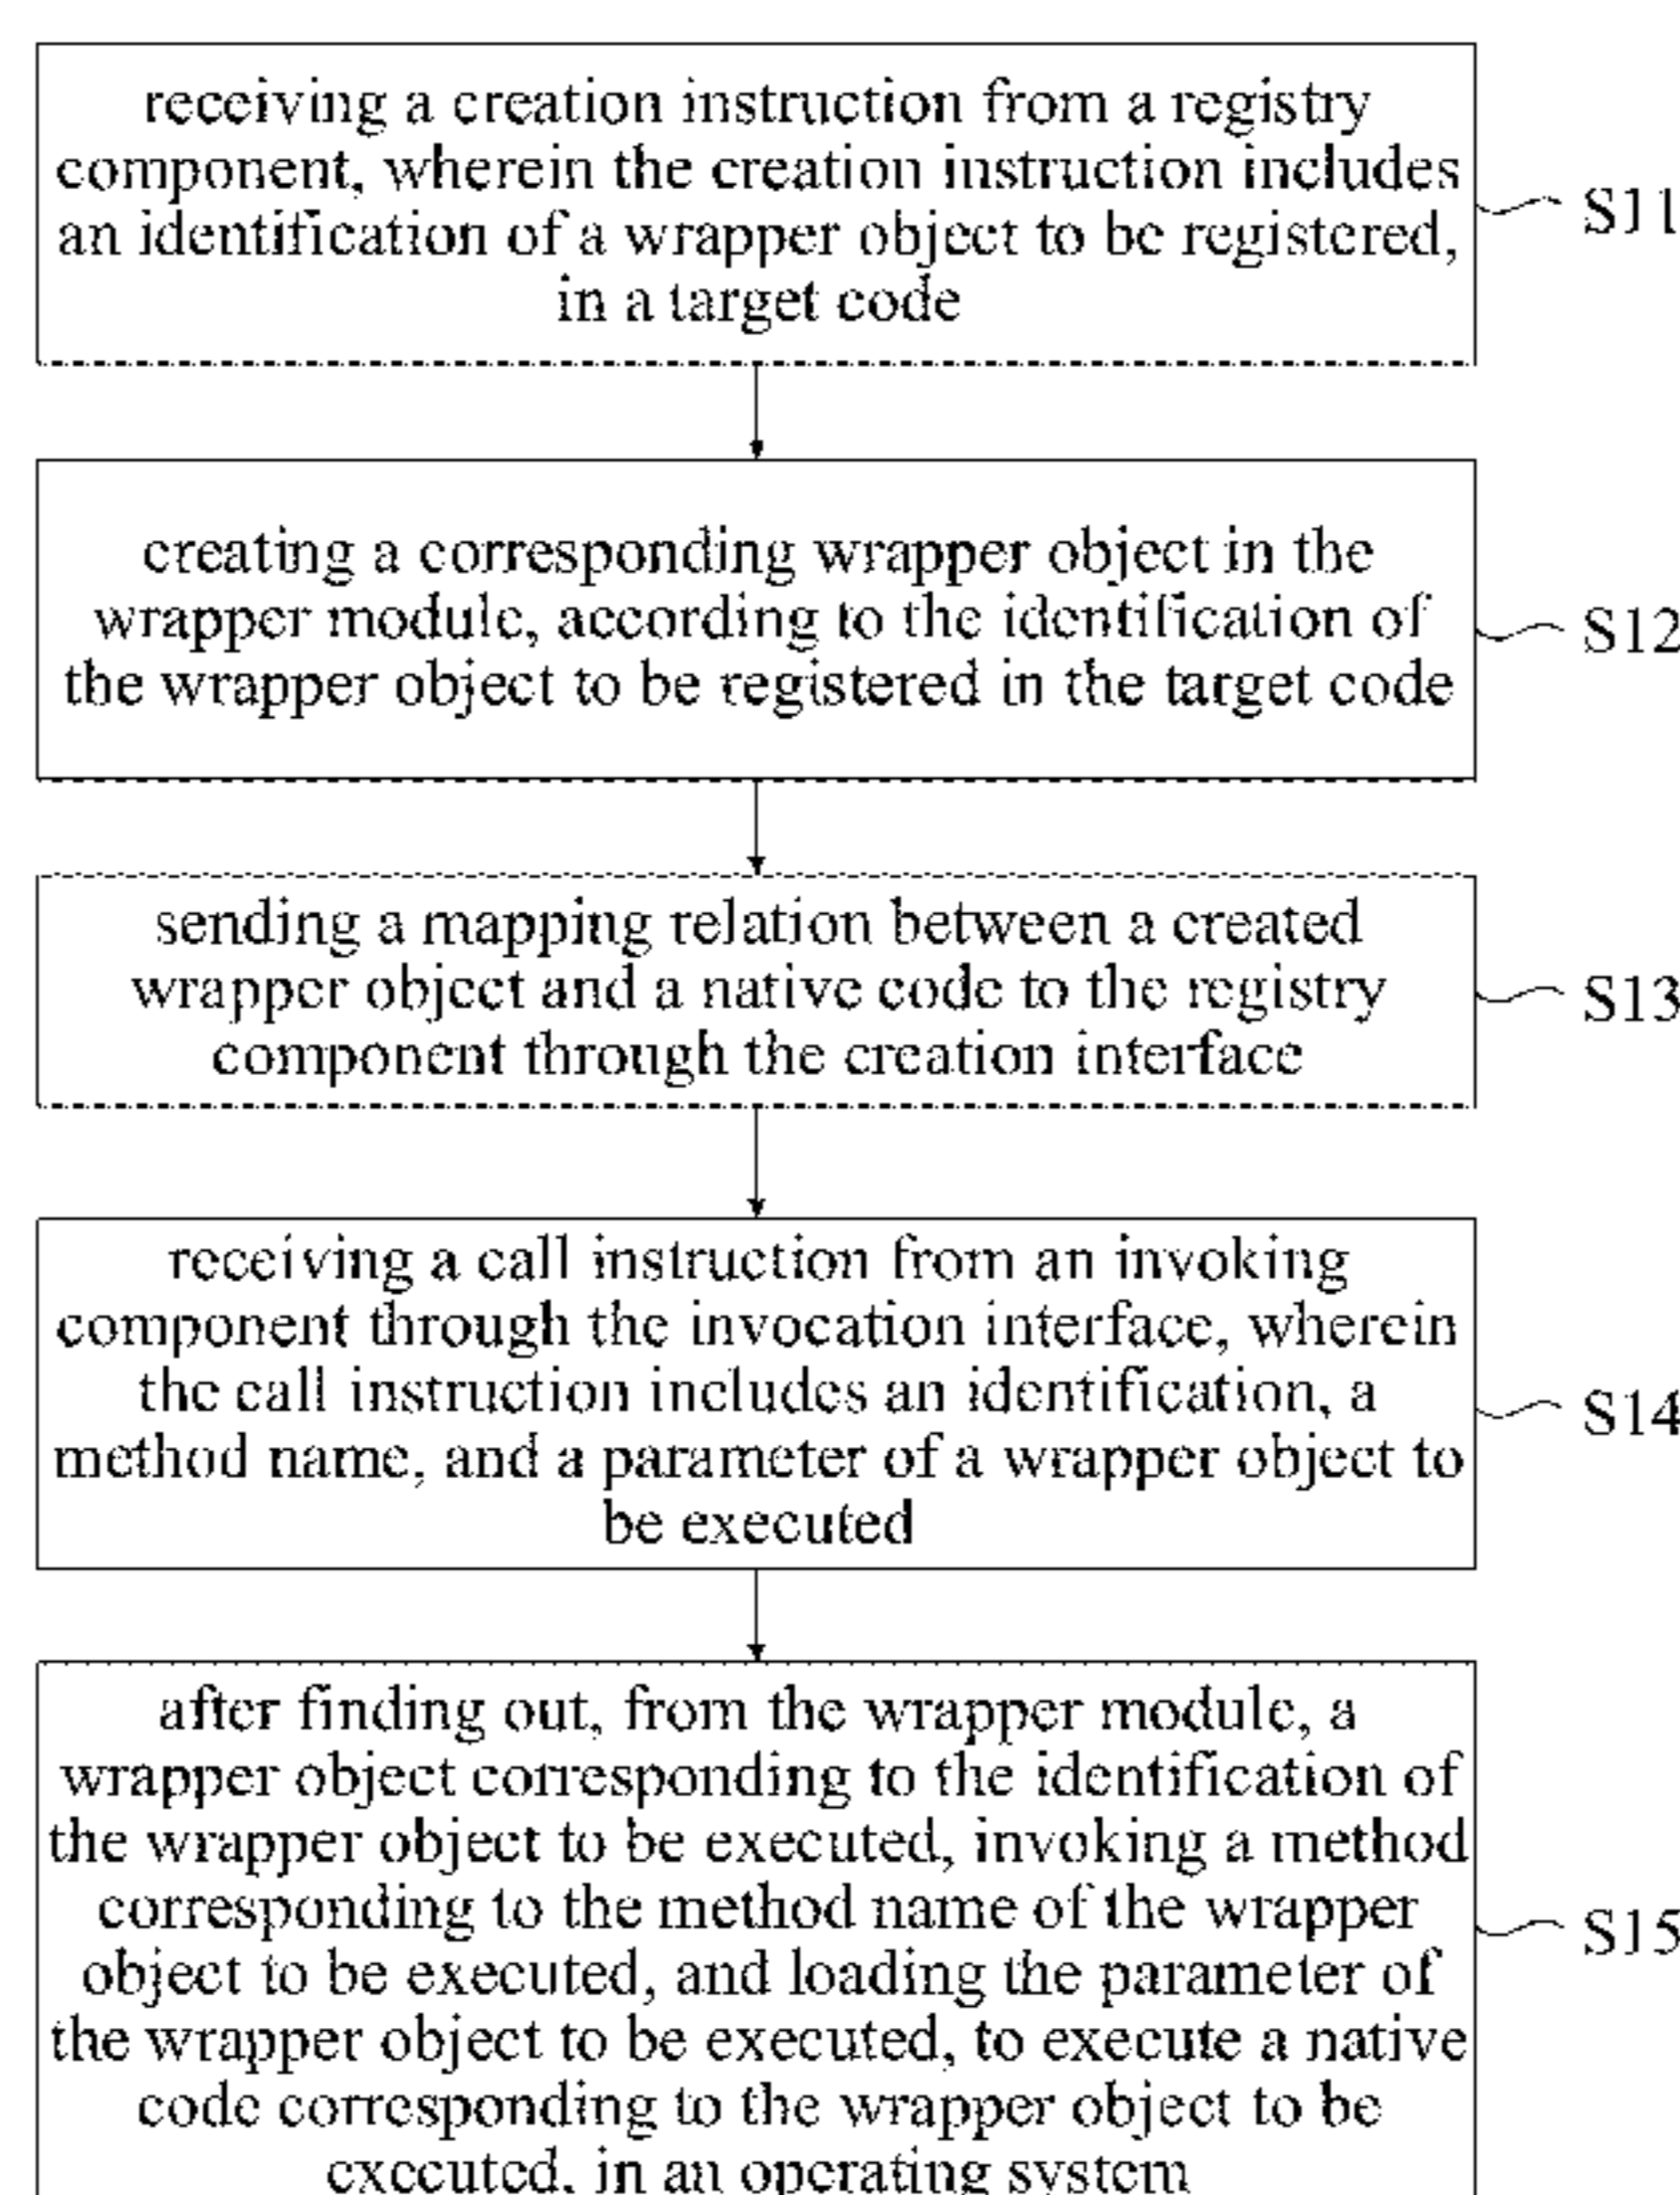 receiving a creation instruction from a registry
component, wherein the creation instruction includes
an identification of a wrapper object to be registered,
in a target code
S11
creating a corresponding wrapper object in the
wrapper module, according to the identification of
the wrapper object to be registered in the target code
S12
sending a mapping relation between a created
wrapper object and a native code to the registry
component through the creation interface
S13
receiving a call instruction from an invoking
component through the invocation interface, wherein
the call instruction includes an identification, a
method name, and a parameter of a wrapper object to
be executed
S14
after finding out, from the wrapper module, a
wrapper object corresponding to the identification of
the wrapper object to be executed, invoking a method
corresponding to the method name of the wrapper
object to be executed, and loading the parameter of
the wrapper object to be executed, to execute a native
code corresponding to the wrapper object to be
executed, in an operating system
S15